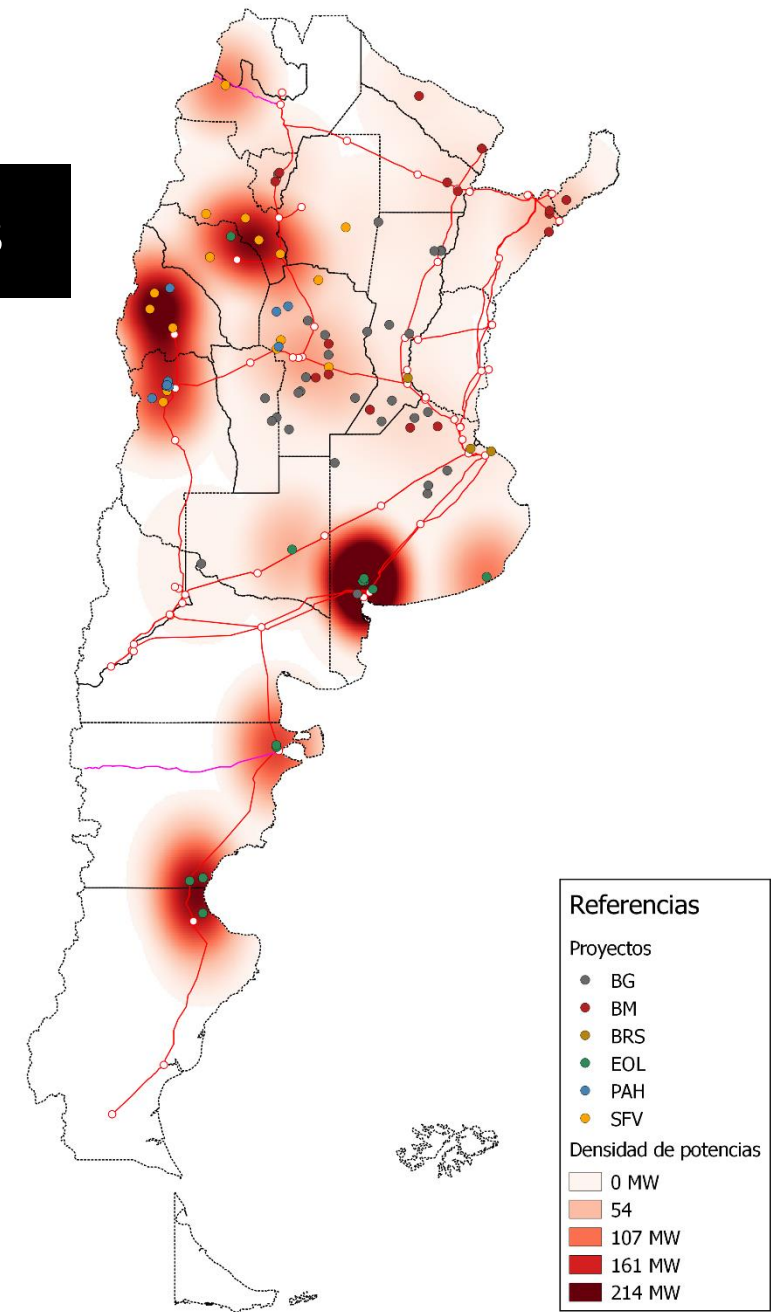 s
Referencias
Proyectos
BG
BM
BRS
EOL
PAH
SFV
Densidad de potencias
0 MW
54
107 MW
161 MW
214 MW